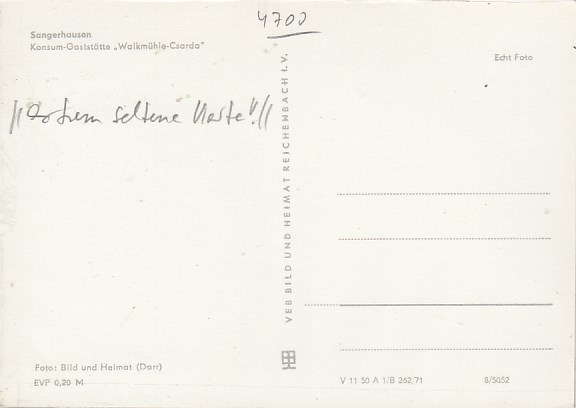 4700
Sangerhausen
Konsum-Gaststätte „Walkmühle-Csarda"
Echt Foto
seltene Karte"!//
VEB BILD UND HEIMAT REICHENBACH I. V.
Foto: Bild und Heimat (Darr)
EVP 0,20 M
V 11 50 A 1/B 262/71
8/5052